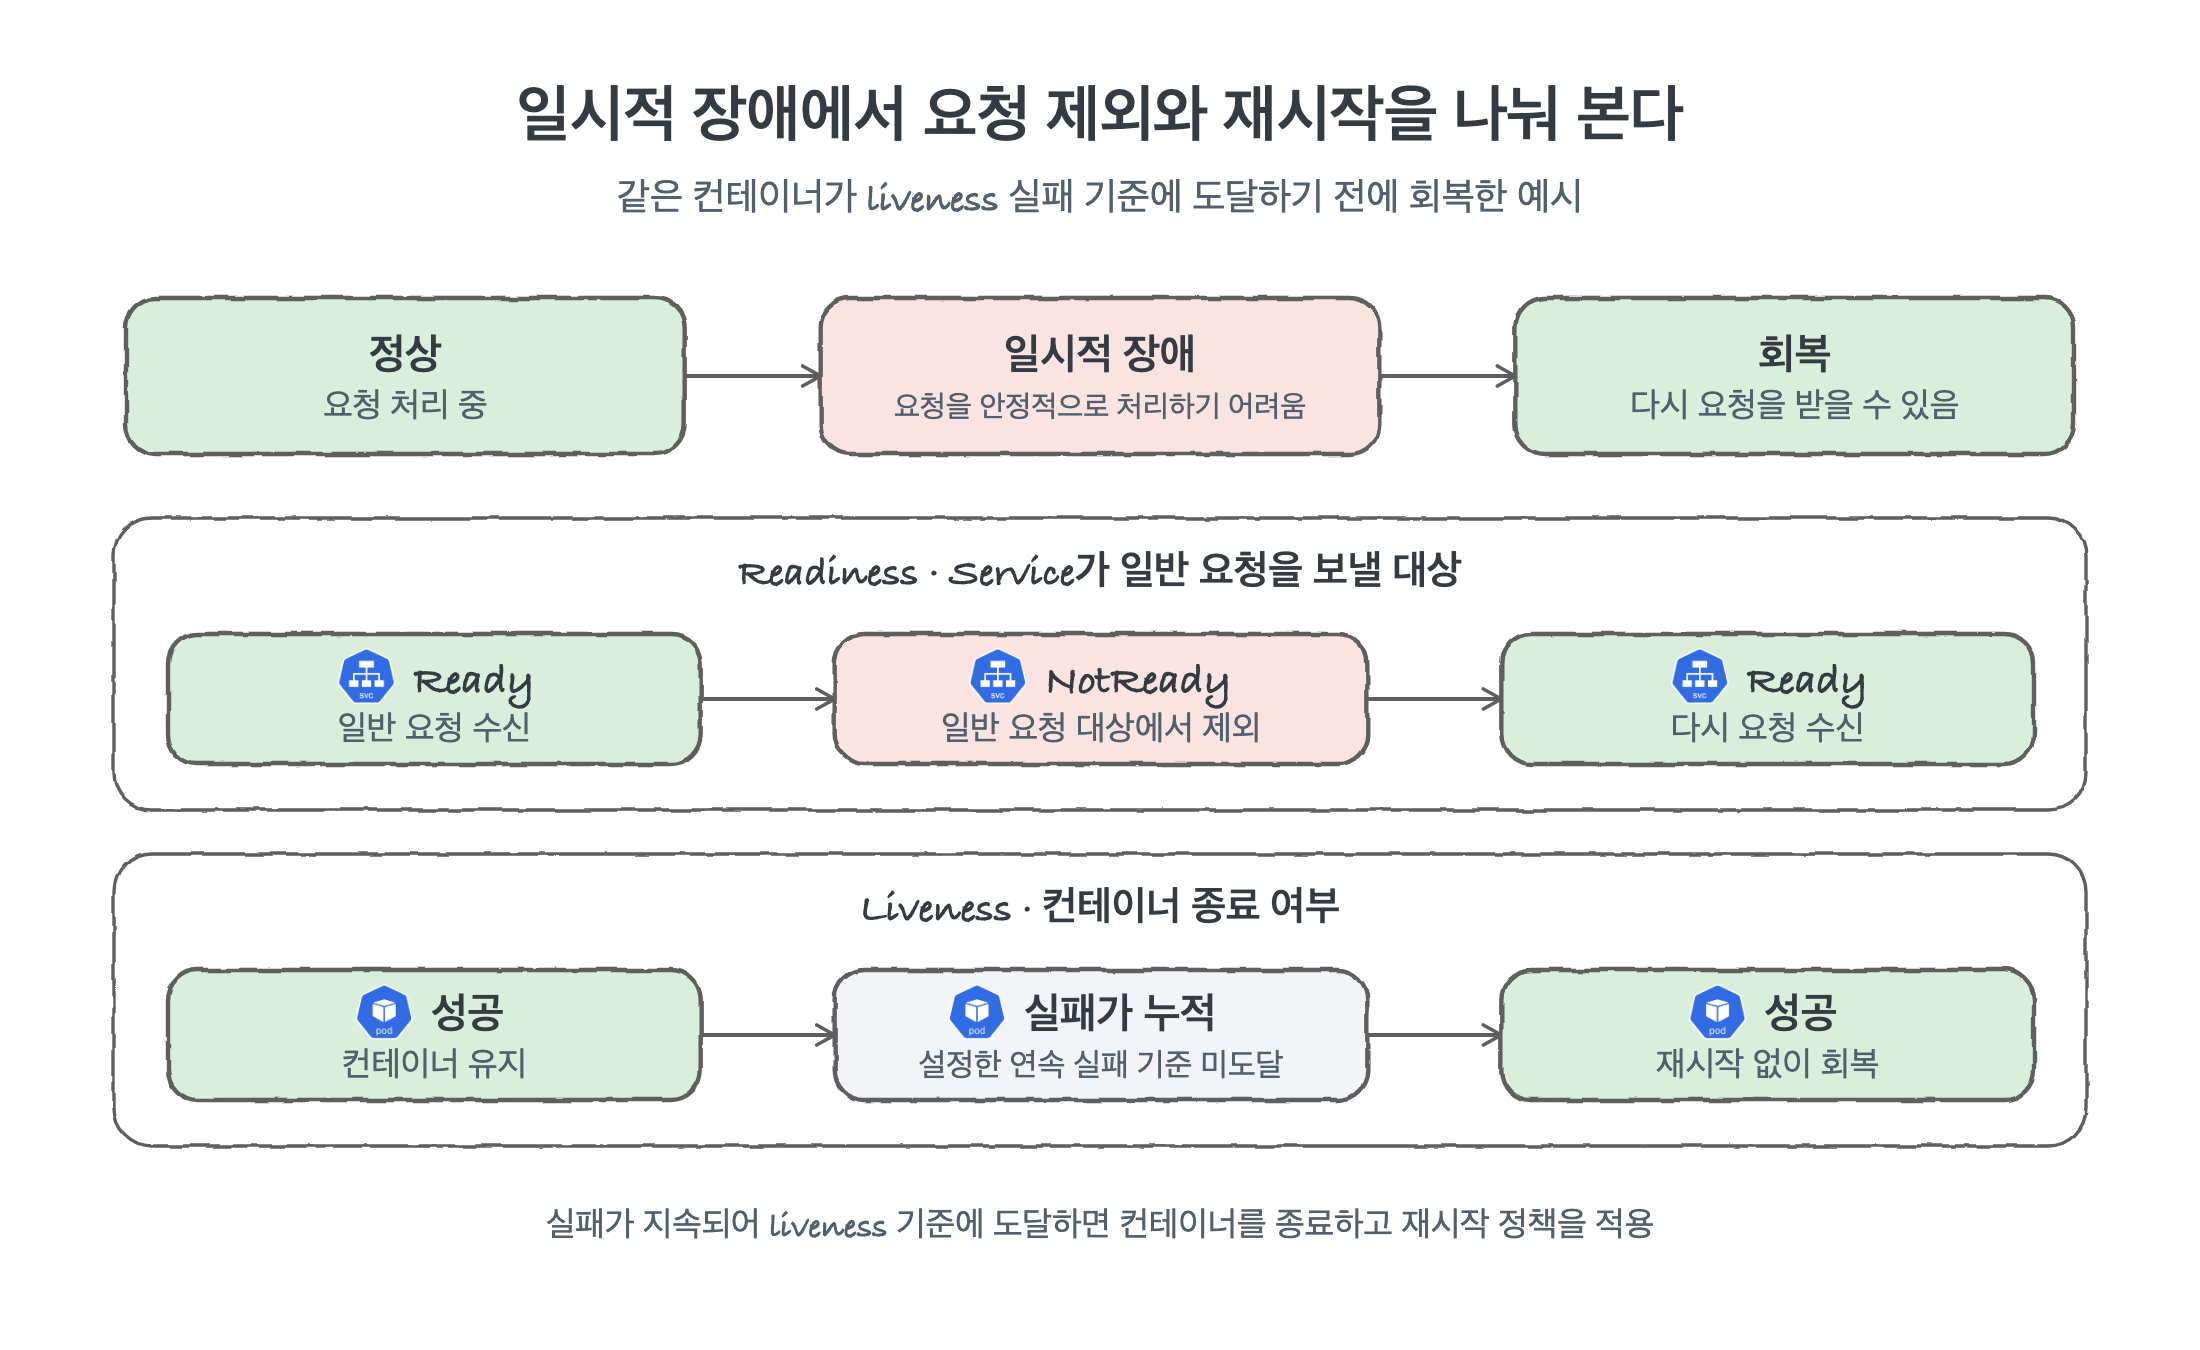 일시적 장애에서 요청 제외와 재시작을 나눠 본다
같은 컨테이너가 liveness 실패 기준에 도달하기 전에 회복한 예시
정상
요청 처리 중
일시적 장애
요청을 안정적으로 처리하기 어려움
회복
다시 요청을 받을 수 있음
Readiness · Service가 일반 요청을 보낼 대상
svc
Ready
일반 요청 수신
svc
NotReady
일반 요청 대상에서 제외
svc
Ready
다시 요청 수신
Liveness · 컨테이너 종료 여부
pod
성공
컨테이너 유지
pod
실패가 누적
설정한 연속 실패 기준 미도달
pod
성공
재시작 없이 회복
실패가 지속되어 liveness 기준에 도달하면 컨테이너를 종료하고 재시작 정책을 적용